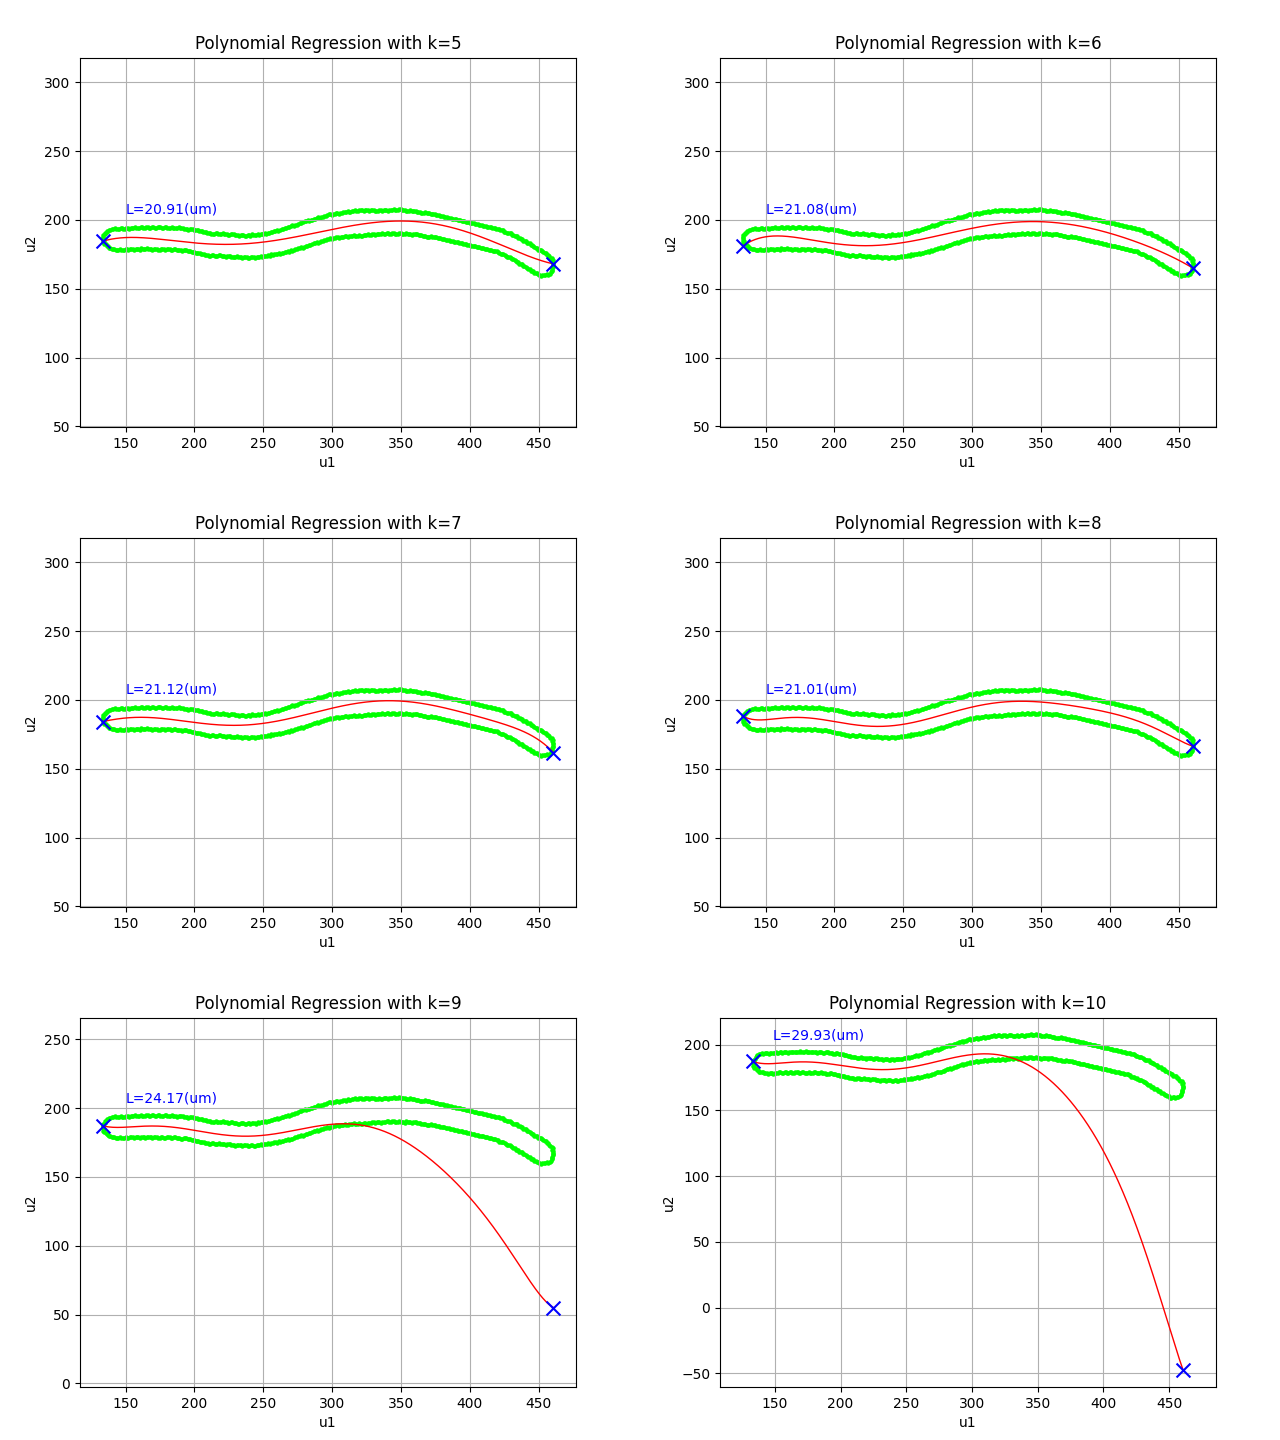 Polynomial Regression with k=5
300
250
200
150
100
50
u2
L=20.91(um)
150 200 250 300 350 400 450
u1
Polynomial Regression with k=6
300
250
200
150
100
50
u2
L=21.08(um)
150 200 250 300 350 400 450
u1
Polynomial Regression with k=7
300
250
200
150
100
50
u2
L=21.12(um)
150 200 250 300 350 400 450
u1
Polynomial Regression with k=8
300
250
200
150
100
50
u2
L=21.01(um)
150 200 250 300 350 400 450
u1
Polynomial Regression with k=9
250
200
150
100
50
0
u2
L=24.17(um)
150 200 250 300 350 400 450
u1
Polynomial Regression with k=10
200
150
100
50
0
−50
u2
L=29.93(um)
150 200 250 300 350 400 450
u1